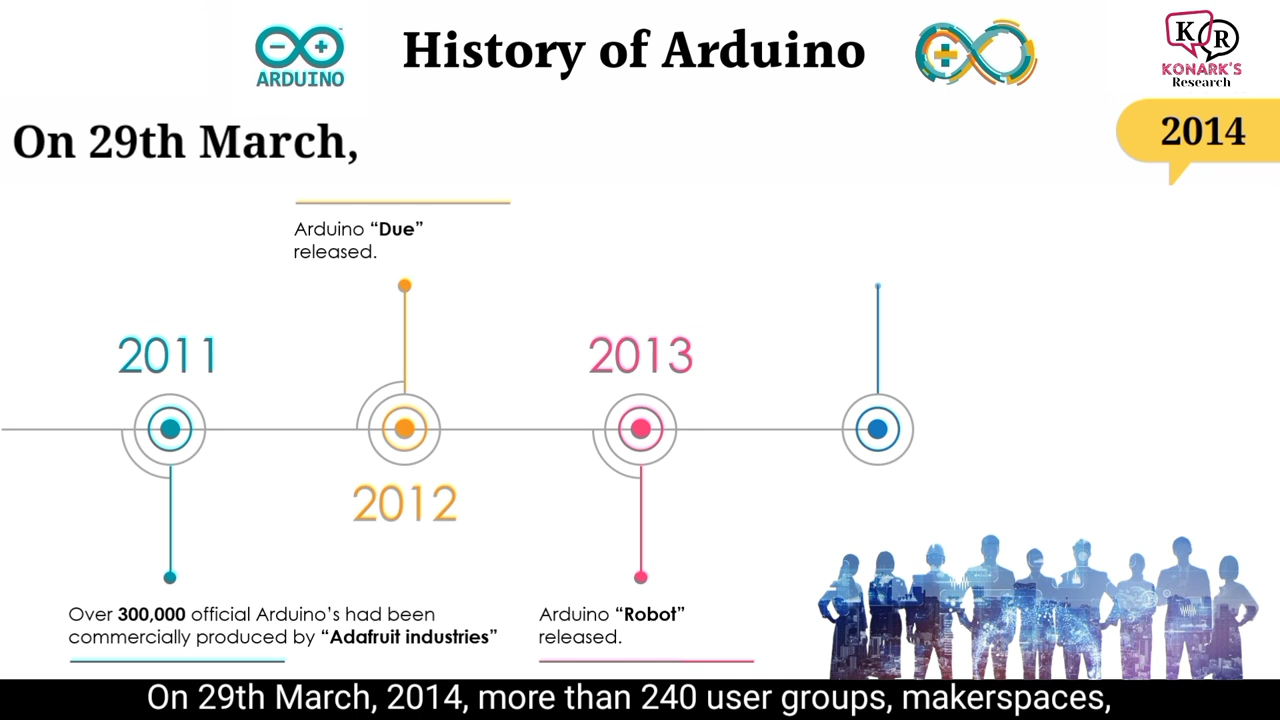 ARDUINO
History of Arduino
K R
KONARK'S
Research
On 29th March,
2014
Arduino “Due”
released.
2011
2013
2012
Over 300,000 official Arduino’s had been
commercially produced by “Adafruit industries”
Arduino “Robot”
released.
On 29th March, 2014, more than 240 user groups, makerspaces,